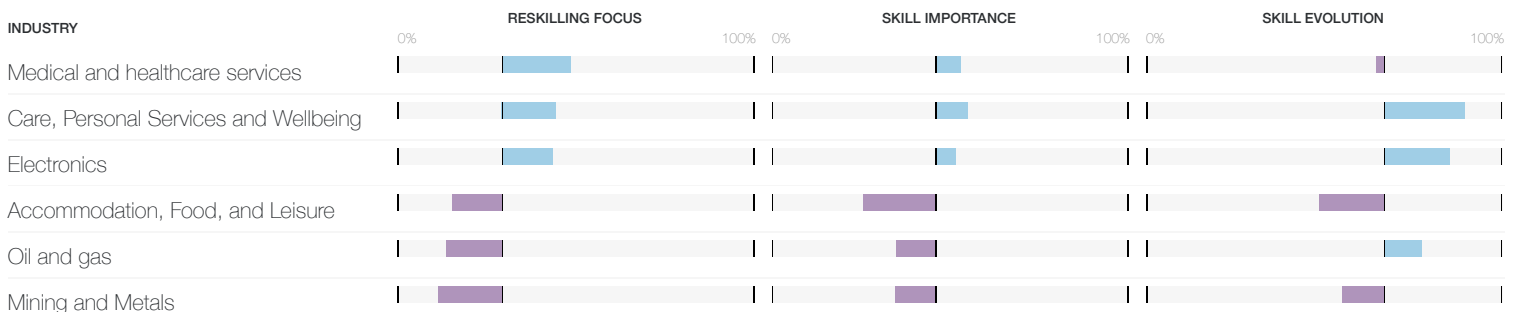 INDUSTRY RESKILLING FOCUS SKILL IMPORTANCE SKILL EVOLUTION
0% 100% 0% 100% 0% 100%
Medical and healthcare services
Care, Personal Services and Wellbeing
Electronics
Accommodation, Food, and Leisure
Oil and gas
Mining and Metals